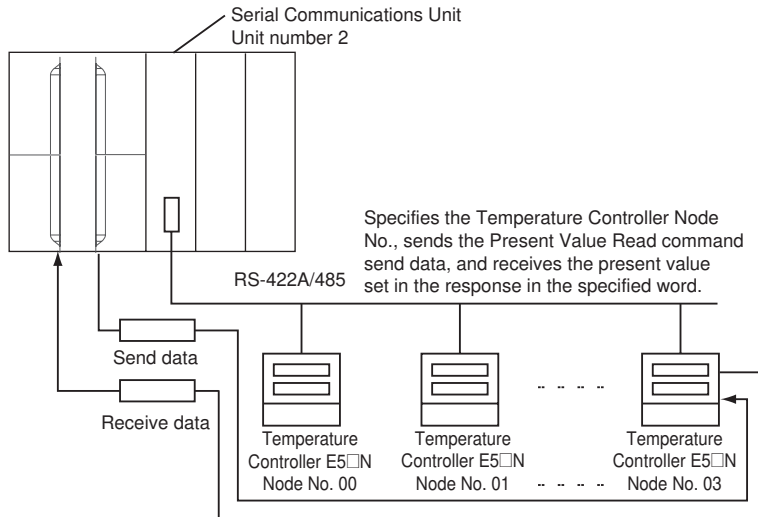 Serial Communications Unit
Unit number 2
Specifies the Temperature Controller Node
No., sends the Present Value Read command
send data, and receives the present value
set in the response in the specified word.
RS-422A/485
Send data
Receive data
Temperature
Controller E5□N
Node No. 00
Temperature
Controller E5□N
Node No. 01
Temperature
Controller E5□N
Node No. 03